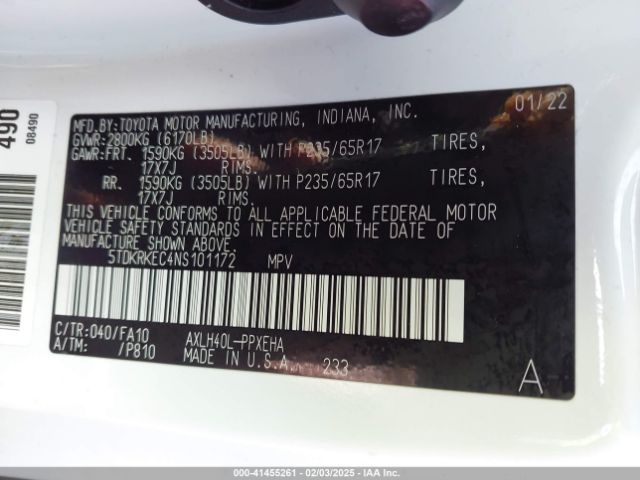 490
08490
MFD.BY:TOYOTA MOTOR MANUFACTURING, INDIANA, INC. 01/22
GVWR: 2800KG (6170LB)
GAWR:FRT. 1590KG (3505LB) WITH P235/65R17 TIRES,
17X7J RIMS.
RR. 1590KG (3505LB) WITH P235/65R17 TIRES,
17X7J RIMS.
THIS VEHICLE CONFORMS TO ALL APPLICABLE FEDERAL MOTOR
VEHICLE SAFETY STANDARDS IN EFFECT ON THE DATE OF
MANUFACTURE SHOWN ABOVE.
5TDKRKEC4NS101172 MPV
C/TR:040/FA10 AXLH40L-PPXEHA
A/TM: /P810 MADE IN U.S.A. 233
A
000-41455261 - 02/03/2025 - IAA Inc.